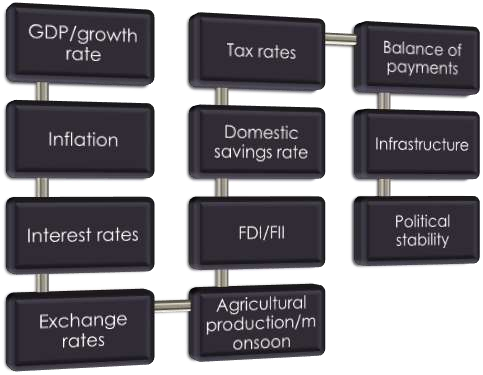 GDP/growth
rate
Inflation
Interest rates
Exchange
rates
Agricultural
production/m
onsoon
FDI/FII
Domestic
savings rate
Tax rates
Balance of
payments
Infrastructure
Political
stability